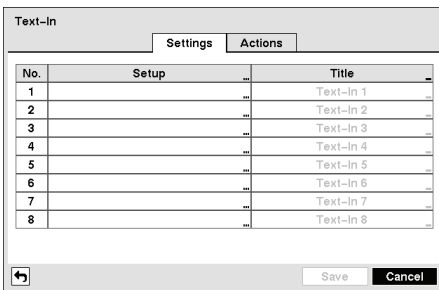 Text-In
Settings Actions
No. Setup ... Title _
1 ... Text-In 1 _
2 ... Text-In 2 _
3 ... Text-In 3 _
4 ... Text-In 4 _
5 ... Text-In 5 _
6 ... Text-In 6 _
7 ... Text-In 7 _
8 ... Text-In 8 _
Save Cancel